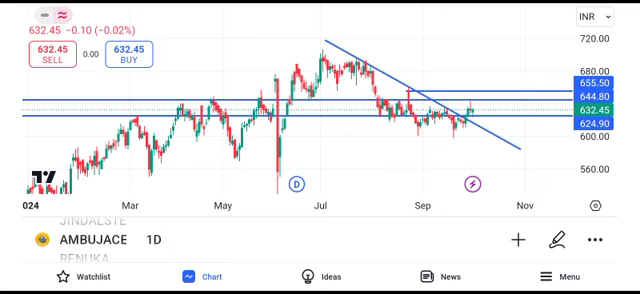 INR
632.45 −0.10 (−0.02%)
720.00
632.45
SELL
0.00
632.45
BUY
680.00
655.50
644.80
632.45
624.90
600.00
560.00
D
024
Mar
May
Jul
Sep
Nov
JINDALSTE
AMBUJACE 1D
RENUKA
Watchlist
Chart
Ideas
News
Menu